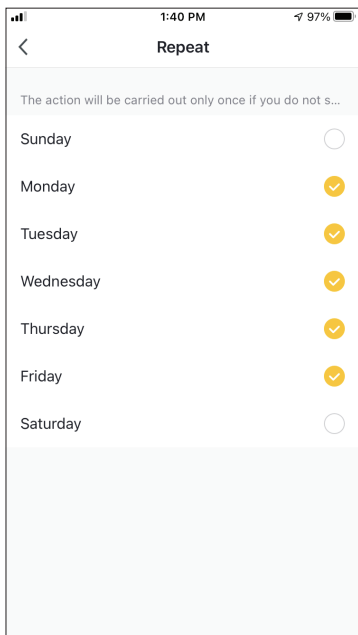 1:40 PM 97%
Repeat
The action will be carried out only once if you do not s...
Sunday
Monday
Tuesday
Wednesday
Thursday
Friday
Saturday